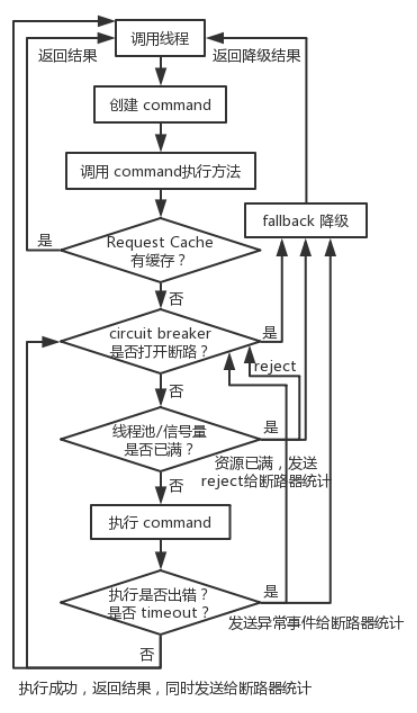 调用线程
返回结果
返回降级结果
创建 command
调用 command执行方法
fallback 降级
Request Cache
有缓存？
是
否
circuit breaker
是否打开断路？
是
否
reject
线程池/信号量
是否已满？
是
资源已满，发送
reject给断路器统计
否
执行 command
执行是否出错？
是否 timeout？
是
发送异常事件给断路器统计
否
执行成功，返回结果，同时发送给断路器统计